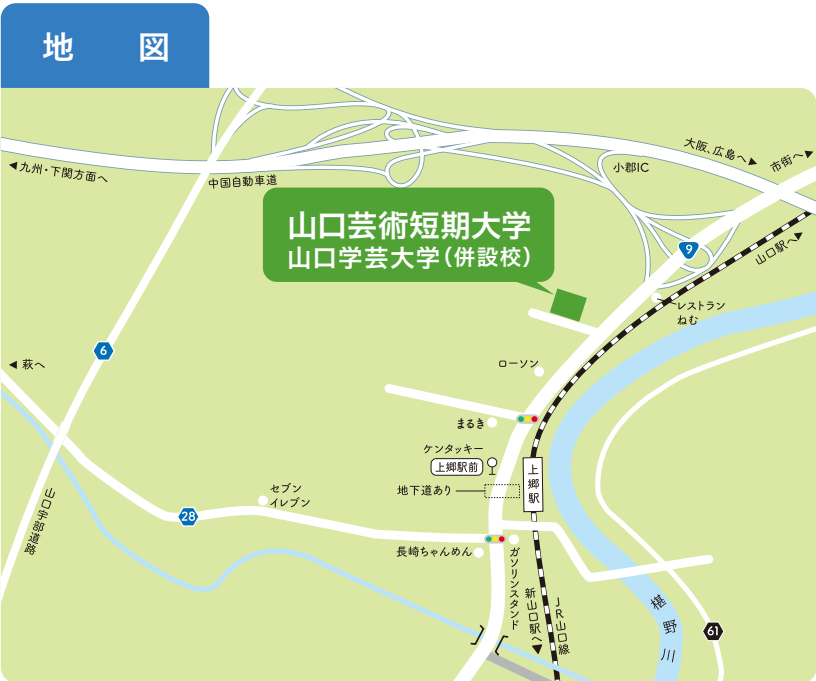 地　図
大阪、広島へ▶
市街へ▶
小郡IC
◀九州・下関方面へ
中国自動車道
山口芸術短期大学
山口学芸大学（併設校）
9
山口駅へ▶
レストラン
ねむ
6
◀萩へ
ローソン
まるき
ケンタッキー
上郷駅前
上郷駅
地下道あり
セブン
イレブン
28
山口宇部道路
長崎ちゃんめん
ガソリンスタンド
新山口駅へ▶
JR山口線
椹野川
61